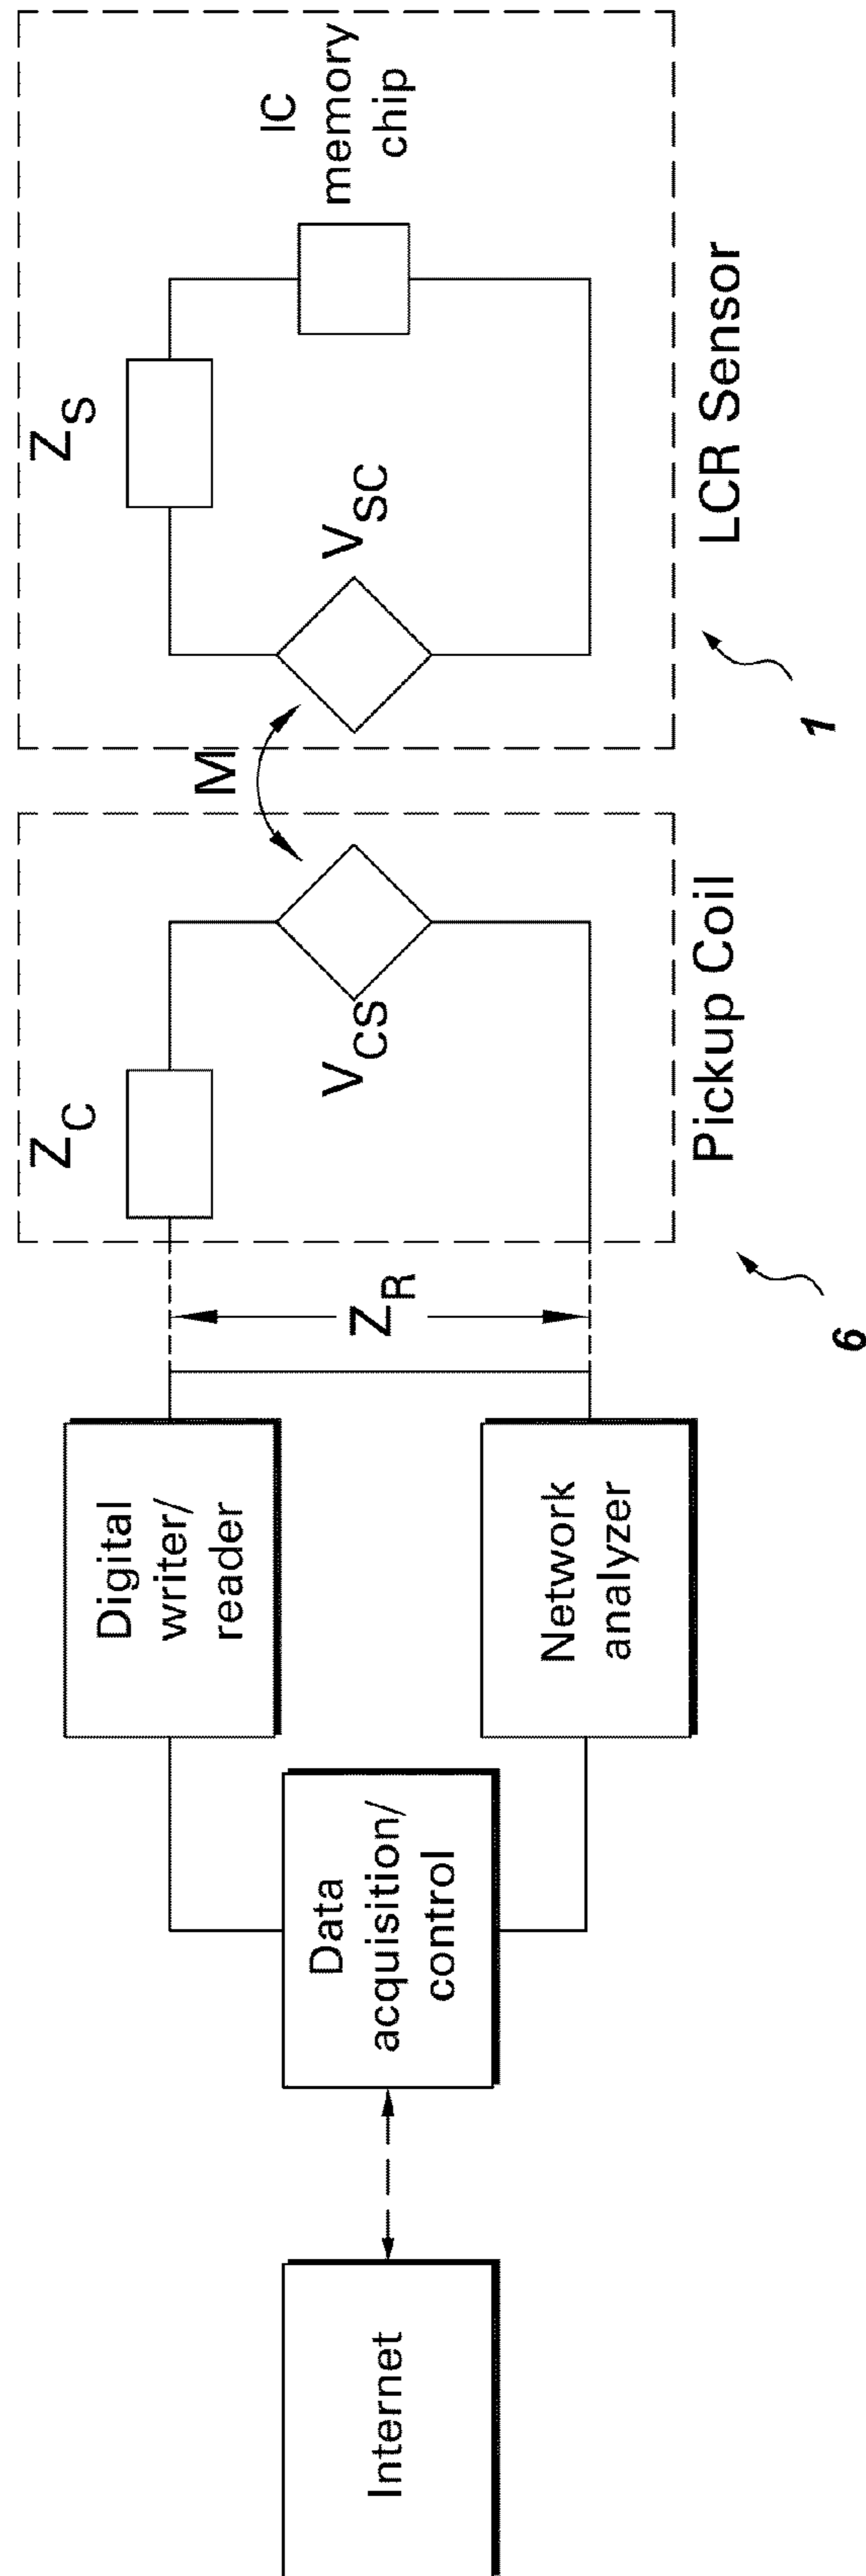 Internet
Data
acquisition/
control
Digital
writer/
reader
Network
analyzer
Z_R
Z_C
V_CS
Pickup Coil
6
M
Z_S
V_SC
IC
memory
chip
LCR Sensor
1